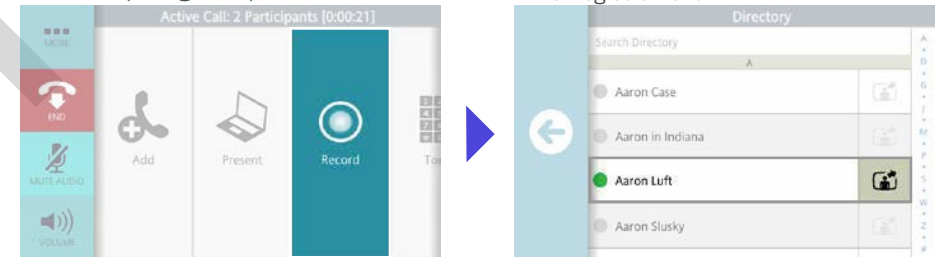 Active Call: 2 Participants [0:00:21]
MORE
END
MUTE AUDIO
VOLUME
Add
Present
Record
Directory
Search Directory
A
Aaron Case
Aaron in Indiana
Aaron Luft
Aaron Slusky
A
D
G
J
M
P
S
W
Z
#